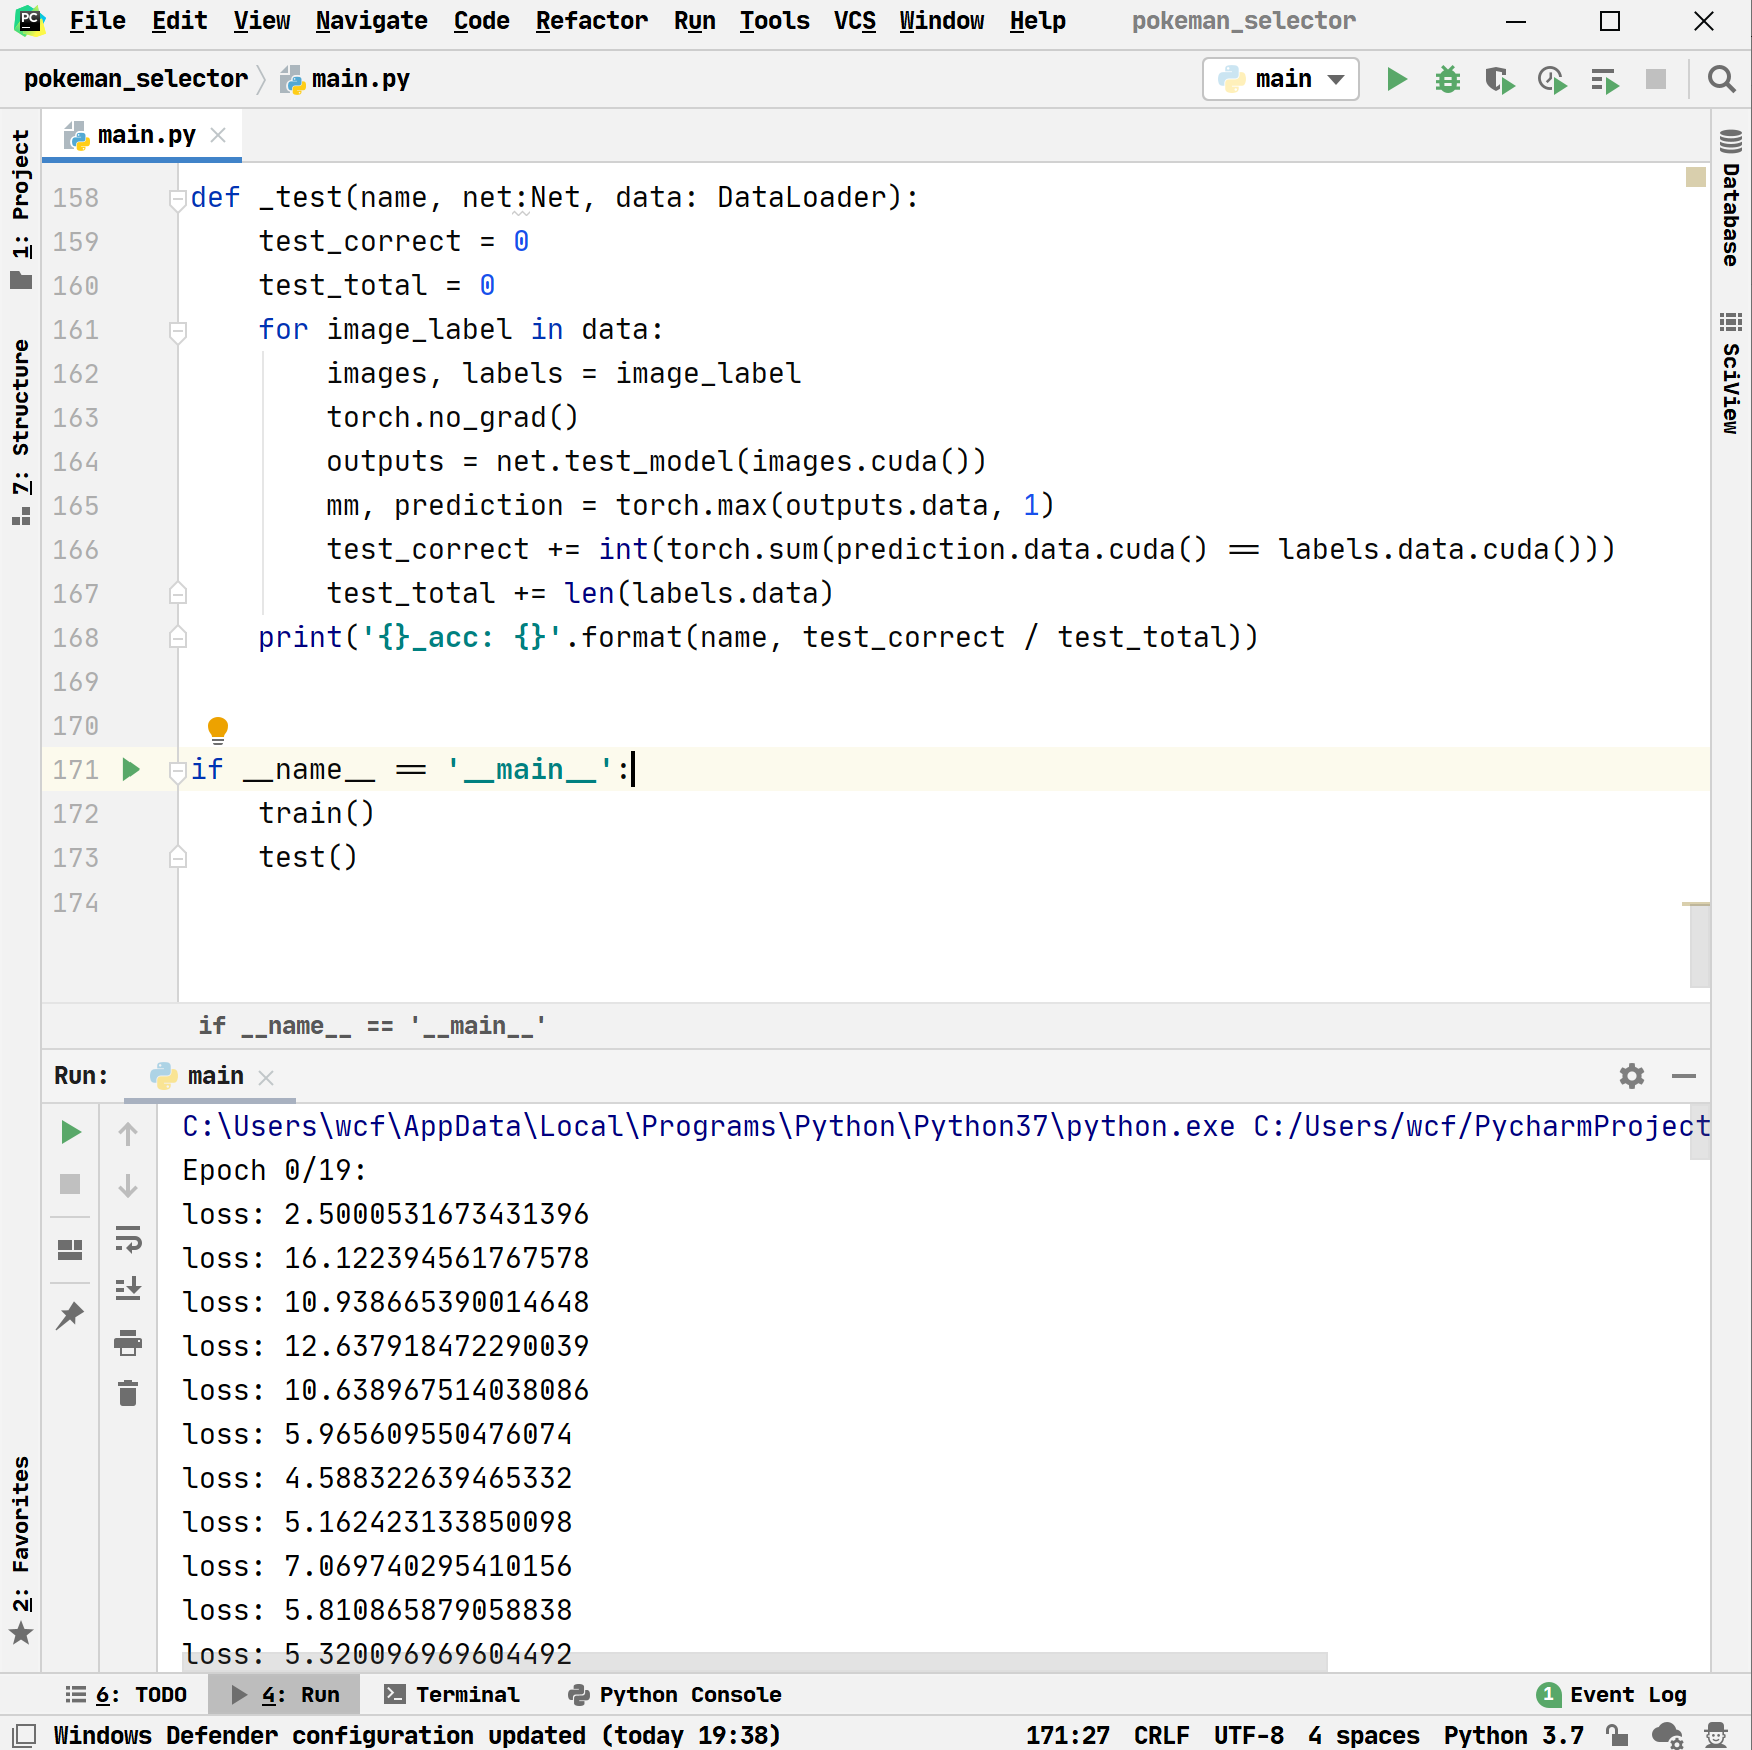 PC File Edit View Navigate Code Refactor Run Tools VCS Window Help pokeman_selector
pokeman_selector main.py main
main.py
1: Project
7: Structure
2: Favorites
Database
SciView
158 def _test(name, net:Net, data: DataLoader):
159 test_correct = 0
160 test_total = 0
161 for image_label in data:
162 images, labels = image_label
163 torch.no_grad()
164 outputs = net.test_model(images.cuda())
165 mm, prediction = torch.max(outputs.data, 1)
166 test_correct += int(torch.sum(prediction.data.cuda() == labels.data.cuda()))
167 test_total += len(labels.data)
168 print('{}_acc: {}'.format(name, test_correct / test_total))
169
170
171 if __name__ == '__main__':
172 train()
173 test()
174
if __name__ == '__main__'
Run: main
C:\Users\wcf\AppData\Local\Programs\Python\Python37\python.exe C:/Users/wcf/PycharmProject
Epoch 0/19:
loss: 2.5000531673431396
loss: 16.122394561767578
loss: 10.938665390014648
loss: 12.637918472290039
loss: 10.638967514038086
loss: 5.965609550476074
loss: 4.588322639465332
loss: 5.162423133850098
loss: 7.069740295410156
loss: 5.810865879058838
loss: 5.320096969604492
6: TODO 4: Run Terminal Python Console 1 Event Log
Windows Defender configuration updated (today 19:38) 171:27 CRLF UTF-8 4 spaces Python 3.7